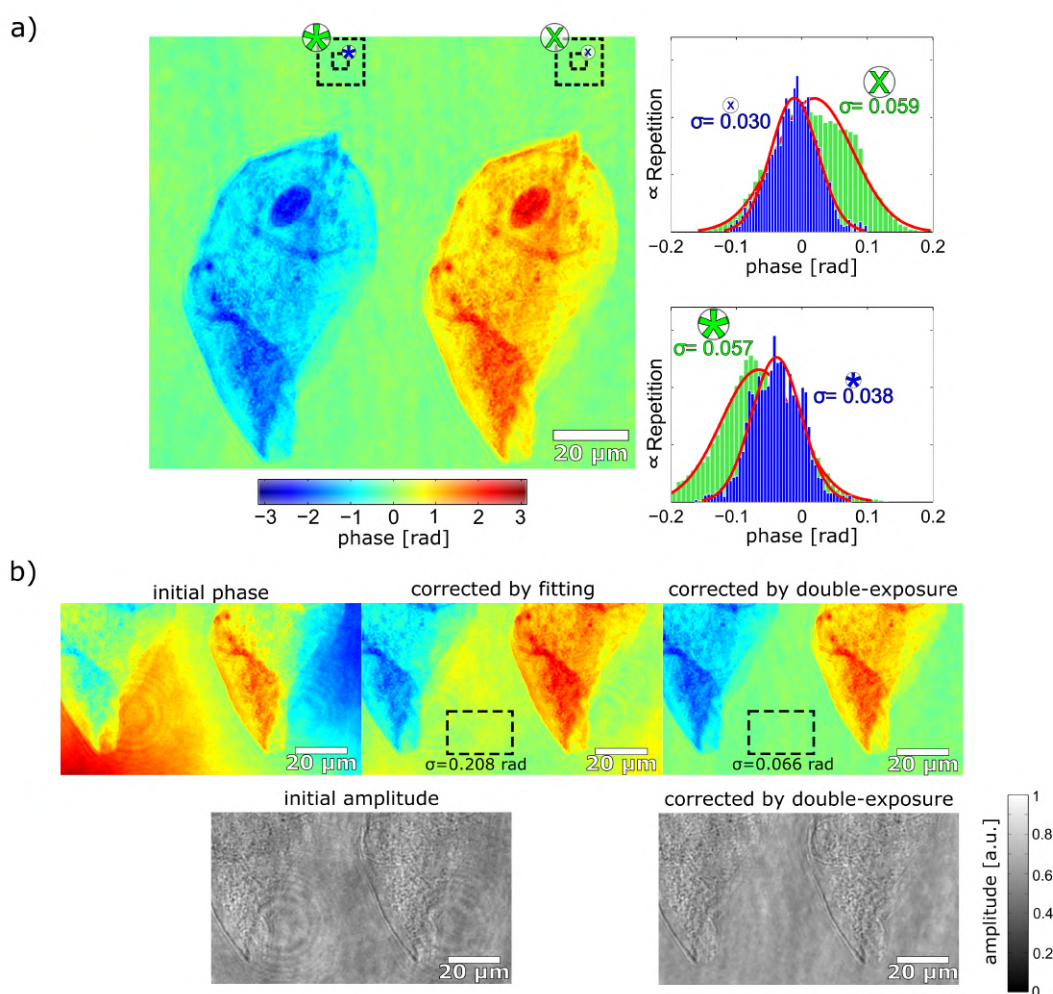 a)
*
*
x
x
20 μm
−3 −2 −1 0 1 2 3
phase [rad]
x
x
σ= 0.030
σ= 0.059
∝ Repetition
−0.2 −0.1 0 0.1 0.2
phase [rad]
*
σ= 0.057
*
σ= 0.038
∝ Repetition
−0.2 −0.1 0 0.1 0.2
phase [rad]
b)
initial phase
corrected by fitting
corrected by double-exposure
20 μm
σ=0.208 rad
20 μm
σ=0.066 rad
20 μm
initial amplitude
corrected by double-exposure
20 μm
20 μm
amplitude [a.u.]
1
0.8
0.6
0.4
0.2
0